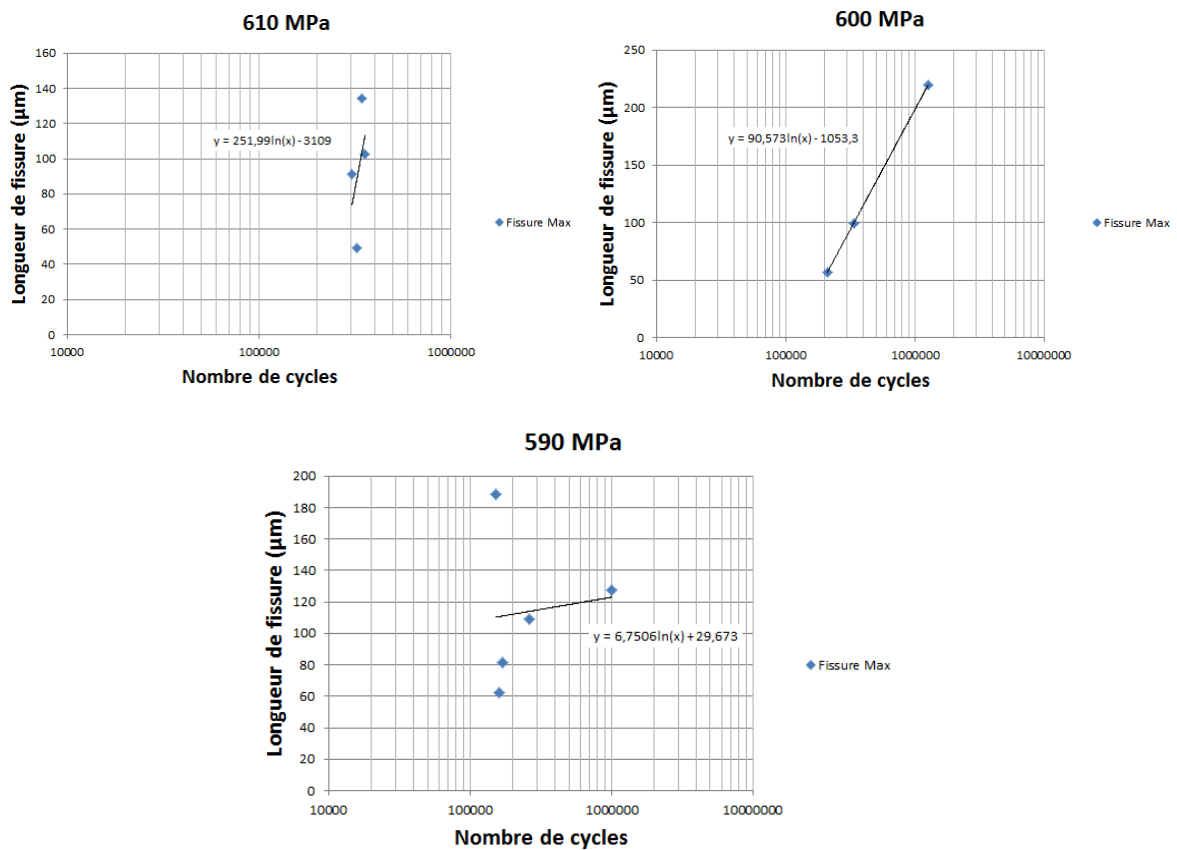 610 MPa
Longueur de fissure (µm)
160
140
120
100
80
60
40
20
0
y = 251,99ln(x) - 3109
Fissure Max
10000
100000
1000000
Nombre de cycles
600 MPa
Longueur de fissure (µm)
250
200
150
100
50
0
y = 90,573ln(x) - 1053,3
Fissure Max
10000
100000
1000000
10000000
Nombre de cycles
590 MPa
Longueur de fissure (µm)
200
180
160
140
120
100
80
60
40
20
0
y = 6,7506ln(x) + 29,673
Fissure Max
10000
100000
1000000
10000000
Nombre de cycles